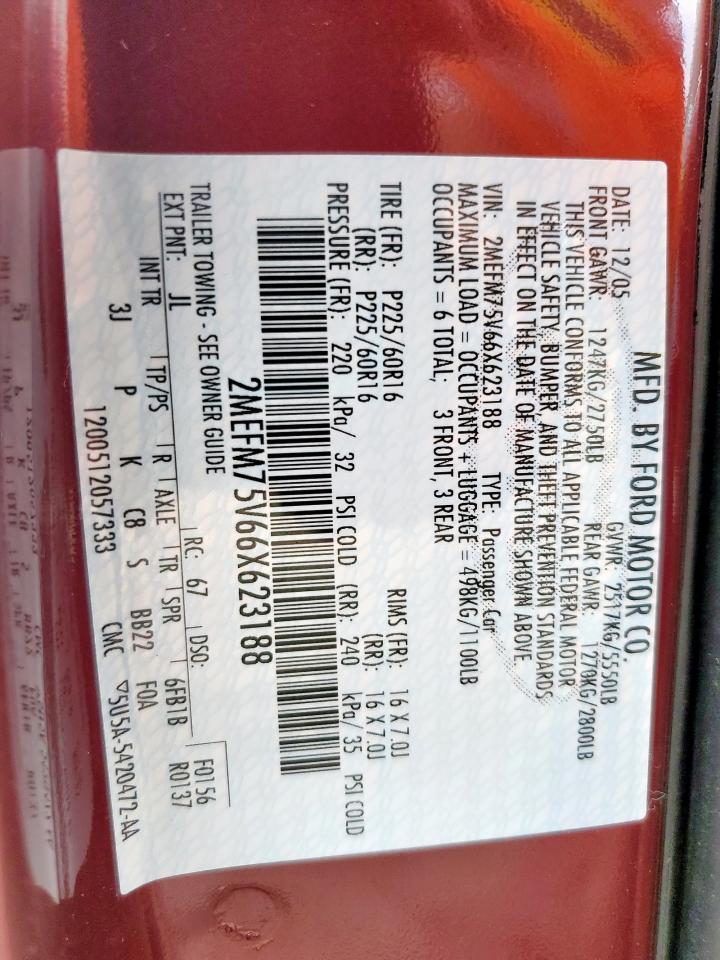 MFD. BY FORD MOTOR CO.
DATE: 12/05 GVWR: 2517KG/5550LB
FRONT GAWR: 1247KG/2750LB REAR GAWR: 1270KG/2800LB
THIS VEHICLE CONFORMS TO ALL APPLICABLE FEDERAL MOTOR
VEHICLE SAFETY, BUMPER, AND THEFT PREVENTION STANDARDS
IN EFFECT ON THE DATE OF MANUFACTURE SHOWN ABOVE.
VIN: 2MEFM75V66X623188 TYPE: Passenger Car
MAXIMUM LOAD = OCCUPANTS + LUGGAGE = 498KG/1100LB
OCCUPANTS = 6 TOTAL; 3 FRONT, 3 REAR
TIRE (FR): P225/60R16 RIMS (FR): 16 X 7.0J
(RR): P225/60R16 (RR): 16 X 7.0J
PRESSURE (FR): 220 kPa/ 32 PSI COLD (RR): 240 kPa/ 35 PSI COLD
2MEFM75V66X623188
TRAILER TOWING - SEE OWNER GUIDE
EXT PNT: JL RC: 67 DSO: F0156
INT TR TP/PS R AXLE TR SPR 6FB1B R0137
3J P K C8 S BB22 F0A
1200512057333 CMC ▽5U5A-5420472-AA